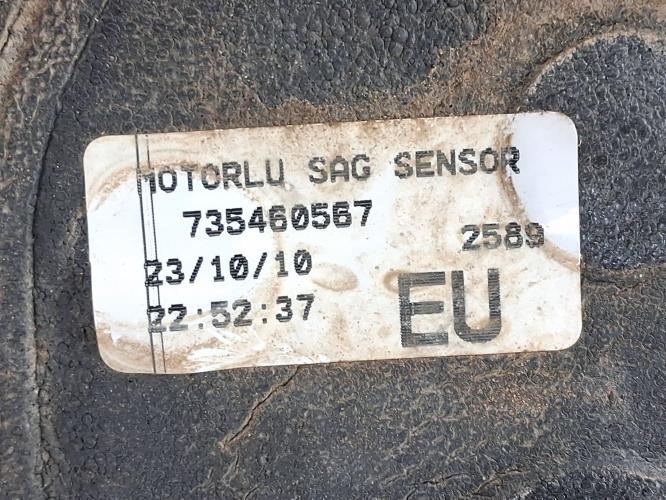 MOTORLU SAG SENSOR
735460567
2589
23/10/10
22:52:37
EU